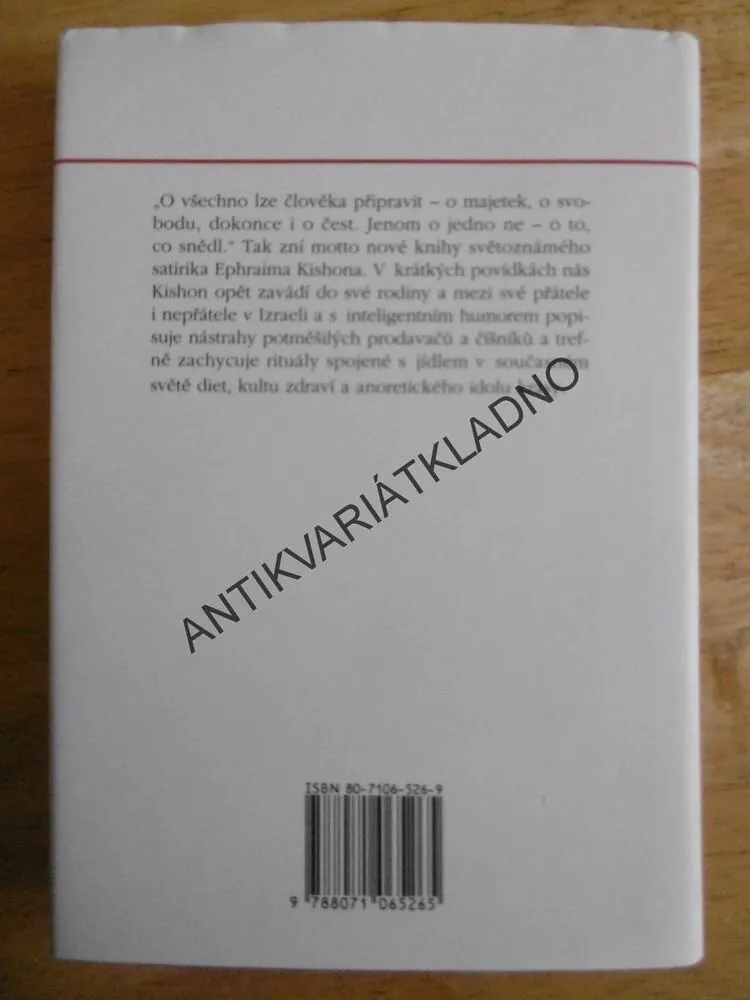 „O všechno lze člověka připravit – o majetek, o svo-
bodu, dokonce i o čest. Jenom o jedno ne – o to,
co snědl.“ Tak zní motto nové knihy světoznámého
satirika Ephraima Kishona. V krátkých povídkách nás
Kishon opět zavádí do své rodiny a mezi své přátele
i nepřátele v Izraeli a s inteligentním humorem popi-
suje nástrahy potměšilých prodavačů a číšníků a tref-
ně zachycuje rituály spojené s jídlem v současném
světě diet, kultu zdraví a anoretického idolu
ANTIKVARIÁTKLADNO
ISBN 80-7106-526-9
9 788071 065265